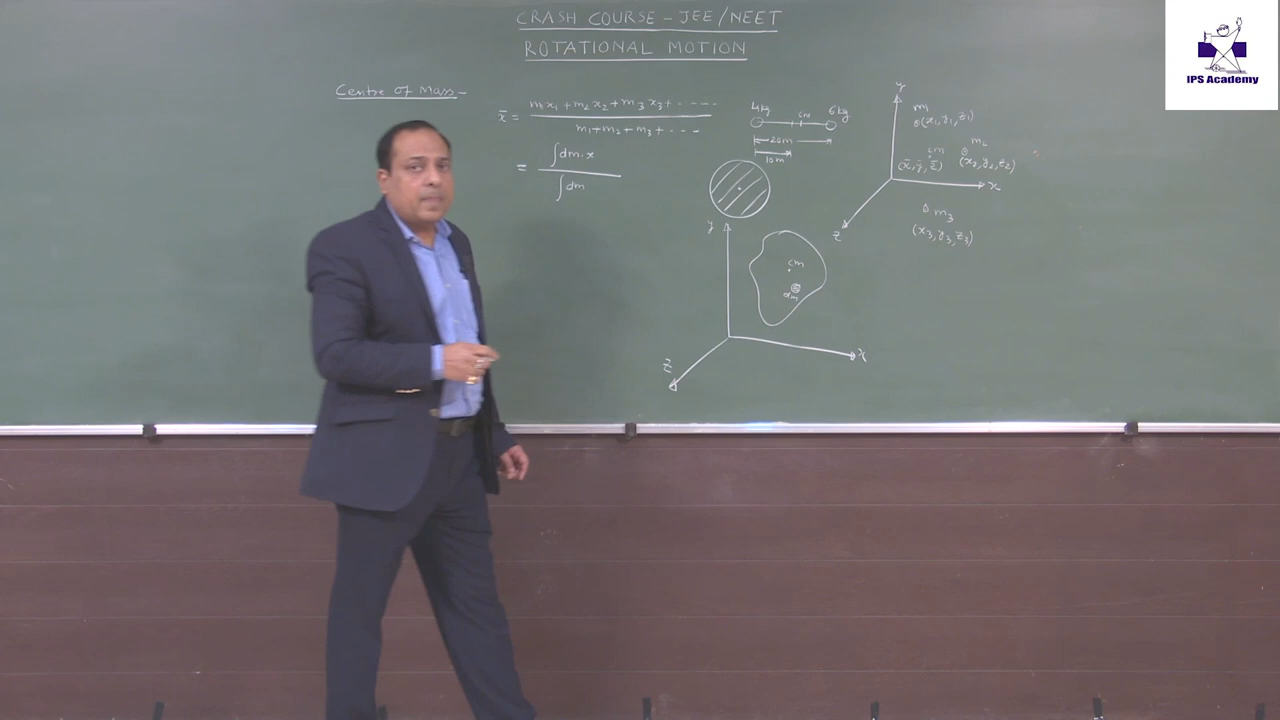 CRASH COURSE - JEE/NEET
ROTATIONAL MOTION
IPS Academy
Centre of Mass -
x̄ = m₁x₁ + m₂x₂ + m₃x₃ + ......
m₁ + m₂ + m₃ + ...
= ∫dm·x
∫dm
4kg cm 6kg
20m
10m
y
m₁
(x₁, y₁, z₁)
m₂
cm
(x̄, ȳ, z̄) (x₂, y₂, z₂)
x
z
m₃
(x₃, y₃, z₃)
y
cm
dm
x
z